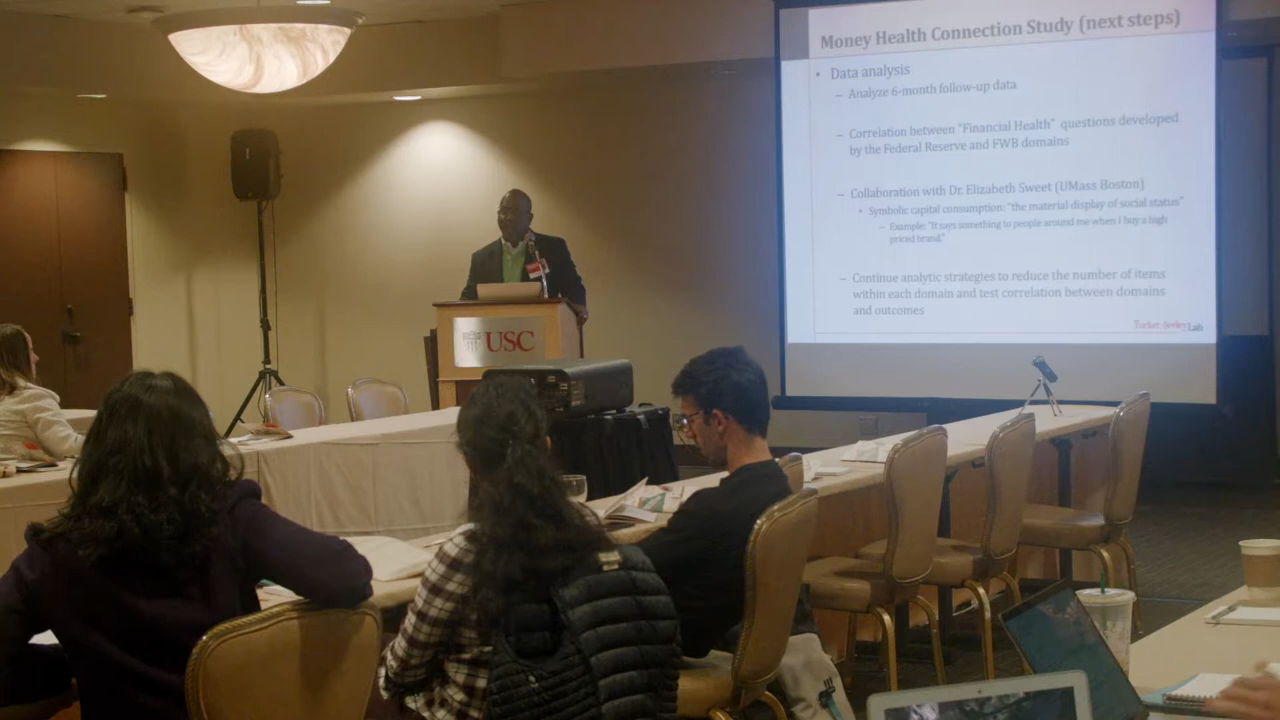 Money Health Connection Study (next steps)
• Data analysis
– Analyze 6-month follow-up data
– Correlation between "Financial Health" questions developed
by the Federal Reserve and FWB domains
– Collaboration with Dr. Elizabeth Sweet (UMass Boston)
• Symbolic capital consumption: "the material display of social status"
– Example: "It says something to people around me when I buy a high
priced brand."
– Continue analytic strategies to reduce the number of items
within each domain and test correlation between domains
and outcomes
Tucker-Seeley Lab
USC